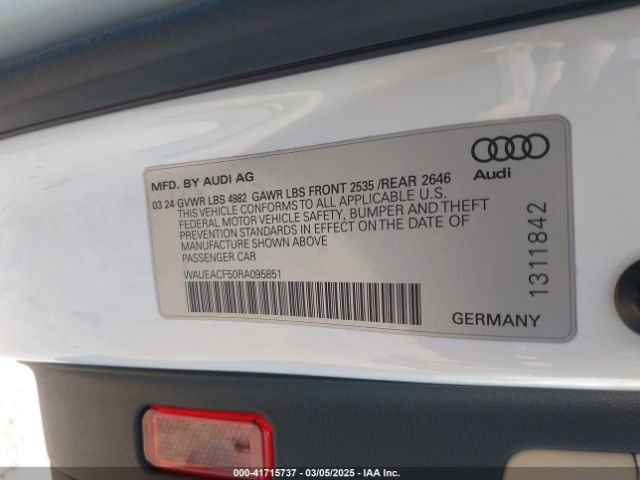 MFD. BY AUDI AG
03 24 GVWR LBS 4982 GAWR LBS FRONT 2535 /REAR 2646
THIS VEHICLE CONFORMS TO ALL APPLICABLE U.S.
FEDERAL MOTOR VEHICLE SAFETY, BUMPER AND THEFT
PREVENTION STANDARDS IN EFFECT ON THE DATE OF
MANUFACTURE SHOWN ABOVE
PASSENGER CAR
WAUEACF50RA095851
Audi
1311842
GERMANY
000-41715737 - 03/05/2025 - IAA Inc.